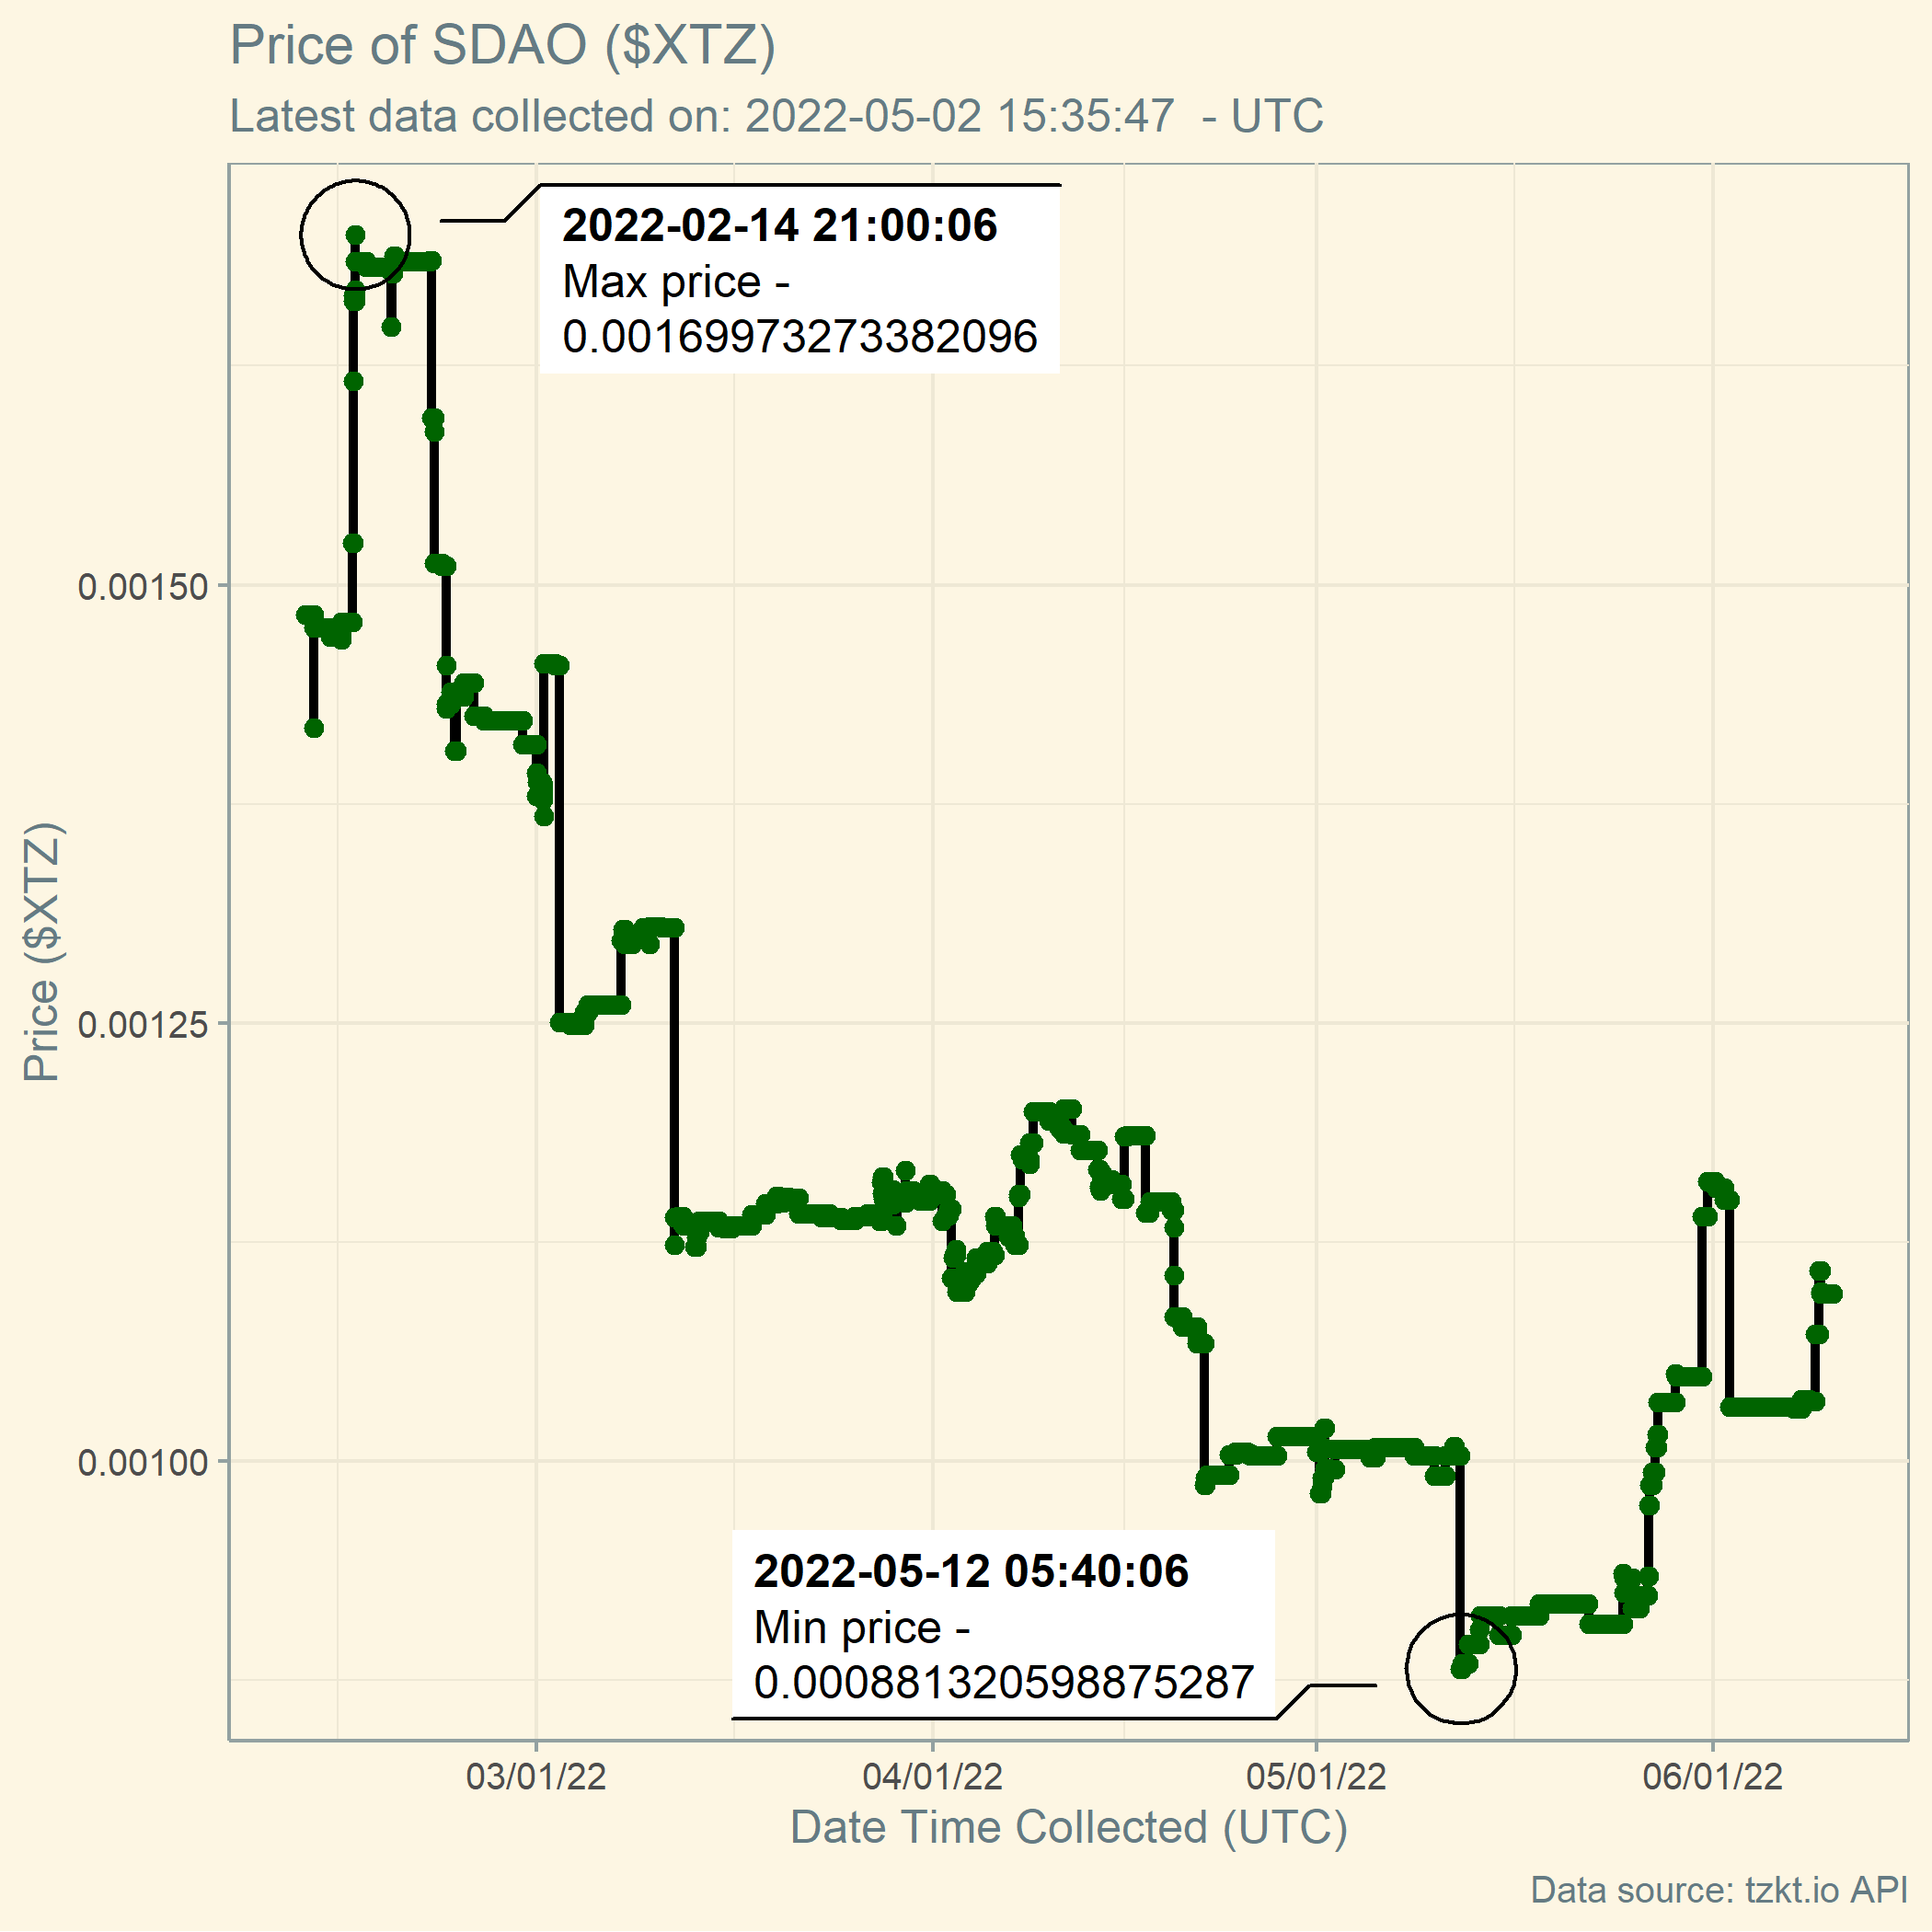 Price of SDAO ($XTZ)
Latest data collected on: 2022-05-02 15:35:47  - UTC
2022-02-14 21:00:06
Max price -
0.00169973273382096
0.00150
0.00125
0.00100
Price ($XTZ)
2022-05-12 05:40:06
Min price -
0.000881320598875287
03/01/22
04/01/22
05/01/22
06/01/22
Date Time Collected (UTC)
Data source: tzkt.io API